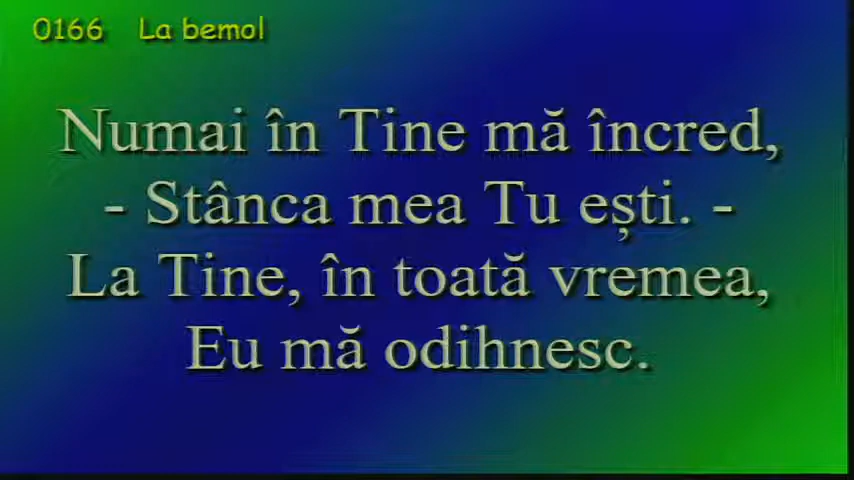 0166 La bemol
Numai în Tine mă încred,
- Stânca mea Tu ești. -
La Tine, în toată vremea,
Eu mă odihnesc.